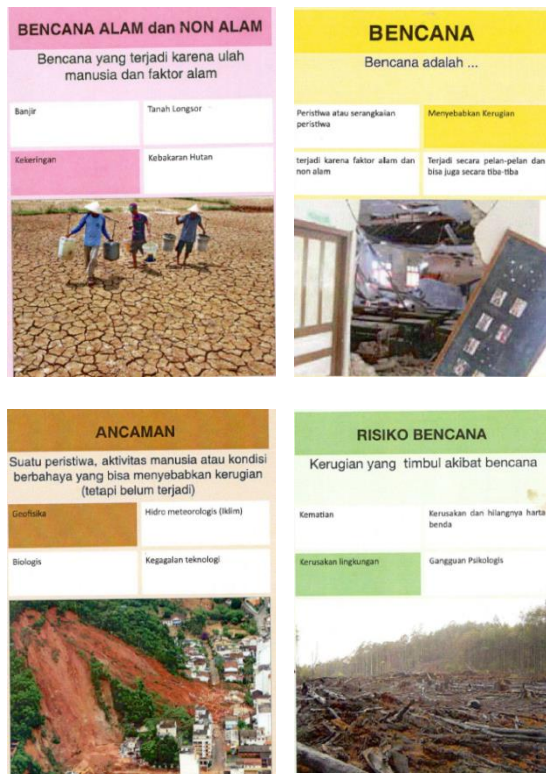 BENCANA ALAM dan NON ALAM
Bencana yang terjadi karena ulah
manusia dan faktor alam
Banjir
Tanah Longsor
Kekeringan
Kebakaran Hutan
BENCANA
Bencana adalah ...
Peristiwa atau serangkaian
peristiwa
Menyebabkan Kerugian
terjadi karena faktor alam dan
non alam
Terjadi secara pelan-pelan dan
bisa juga secara tiba-tiba
ANCAMAN
Suatu peristiwa, aktivitas manusia atau kondisi
berbahaya yang bisa menyebabkan kerugian
(tetapi belum terjadi)
Geofisika
Hidro meteorologis (Iklim)
Biologis
Kegagalan teknologi
RISIKO BENCANA
Kerugian yang timbul akibat bencana
Kematian
Kerusakan dan hilangnya harta
benda
Kerusakan lingkungan
Gangguan Psikologis